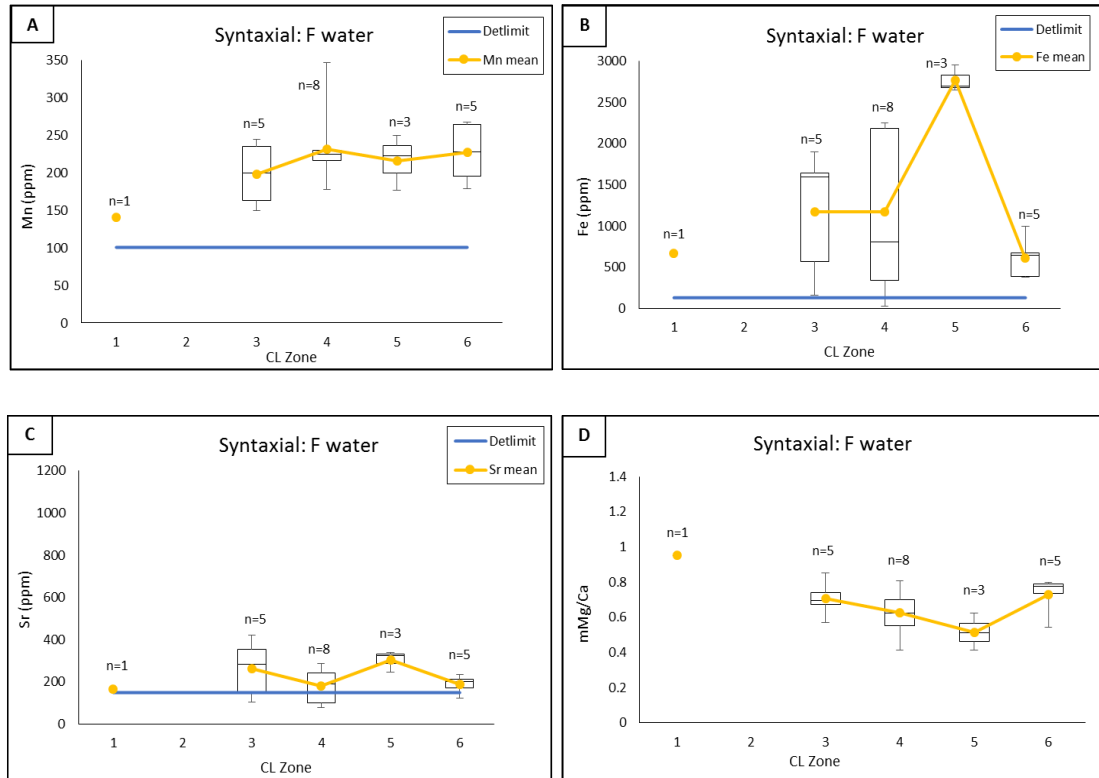 A
Syntaxial: F water
Detlimit
Mn mean
350
300
250
200
150
100
50
0
Mn (ppm)
n=1
n=5
n=8
n=3
n=5
1 2 3 4 5 6
CL Zone
B
Syntaxial: F water
Detlimit
Fe mean
3000
2500
2000
1500
1000
500
0
Fe (ppm)
n=1
n=5
n=8
n=3
n=5
1 2 3 4 5 6
CL Zone
C
Syntaxial: F water
Detlimit
Sr mean
1200
1000
800
600
400
200
0
Sr (ppm)
n=1
n=5
n=8
n=3
n=5
1 2 3 4 5 6
CL Zone
D
Syntaxial: F water
1.4
1.2
1
0.8
0.6
0.4
0.2
0
mMg/Ca
n=1
n=5
n=8
n=3
n=5
1 2 3 4 5 6
CL Zone